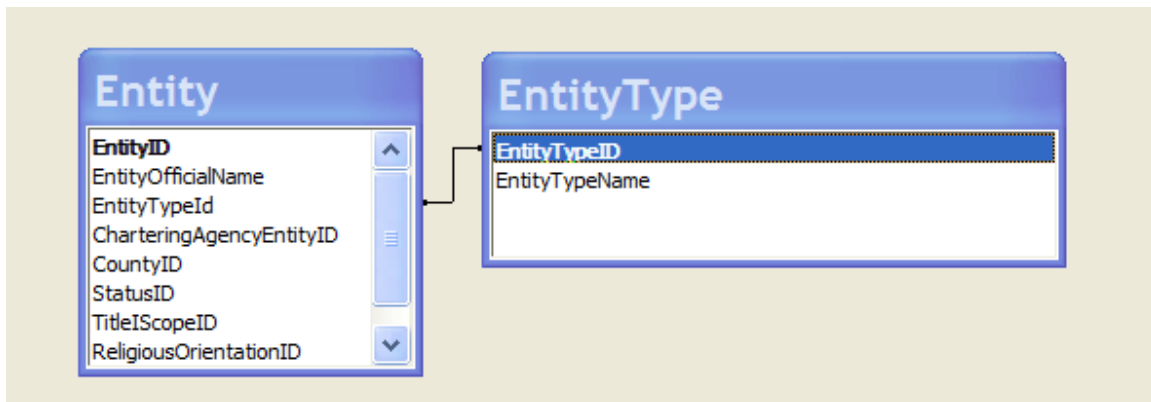 Entity
EntityID
EntityOfficialName
EntityTypeId
CharteringAgencyEntityID
CountyID
StatusID
TitleIScopeID
ReligiousOrientationID
EntityType
EntityTypeID
EntityTypeName